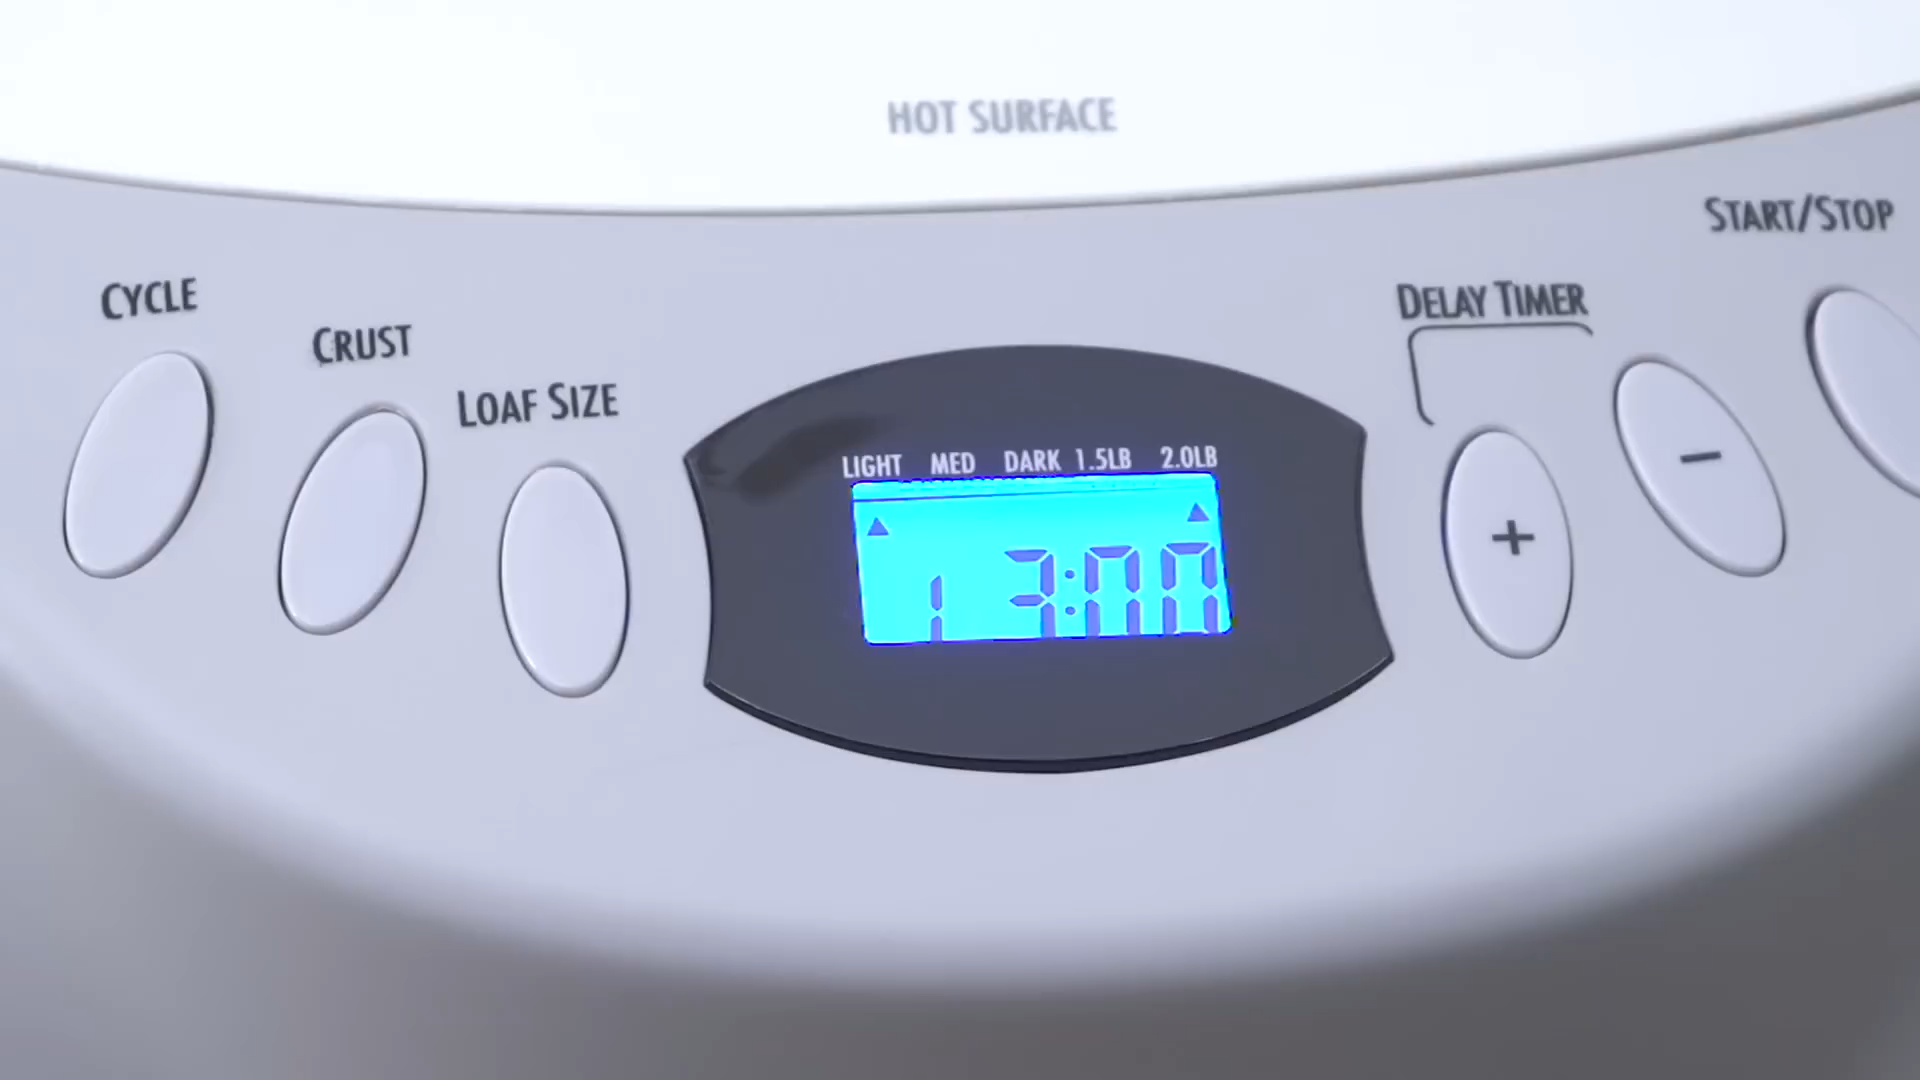 HOT SURFACE
START/STOP
CYCLE
DELAY TIMER
CRUST
LOAF SIZE
LIGHT MED DARK 1.5LB 2.0LB
1 3:00
+
−